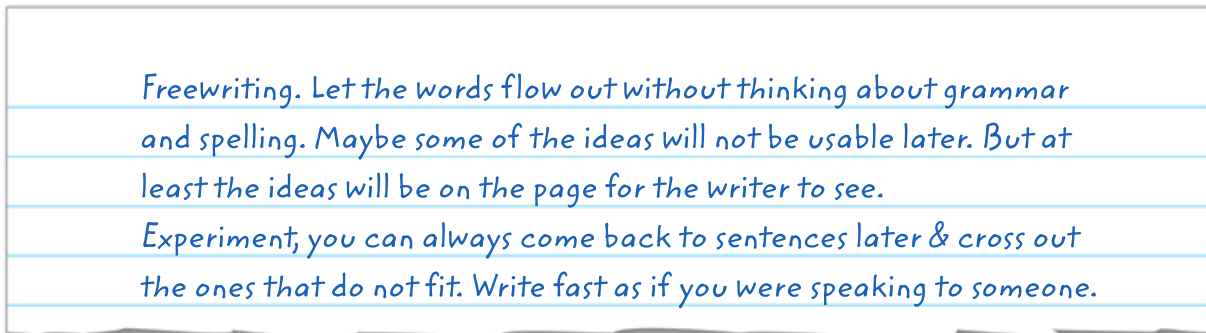 Freewriting. Let the words flow out without thinking about grammar
and spelling. Maybe some of the ideas will not be usable later. But at
least the ideas will be on the page for the writer to see.
Experiment, you can always come back to sentences later & cross out
the ones that do not fit. Write fast as if you were speaking to someone.